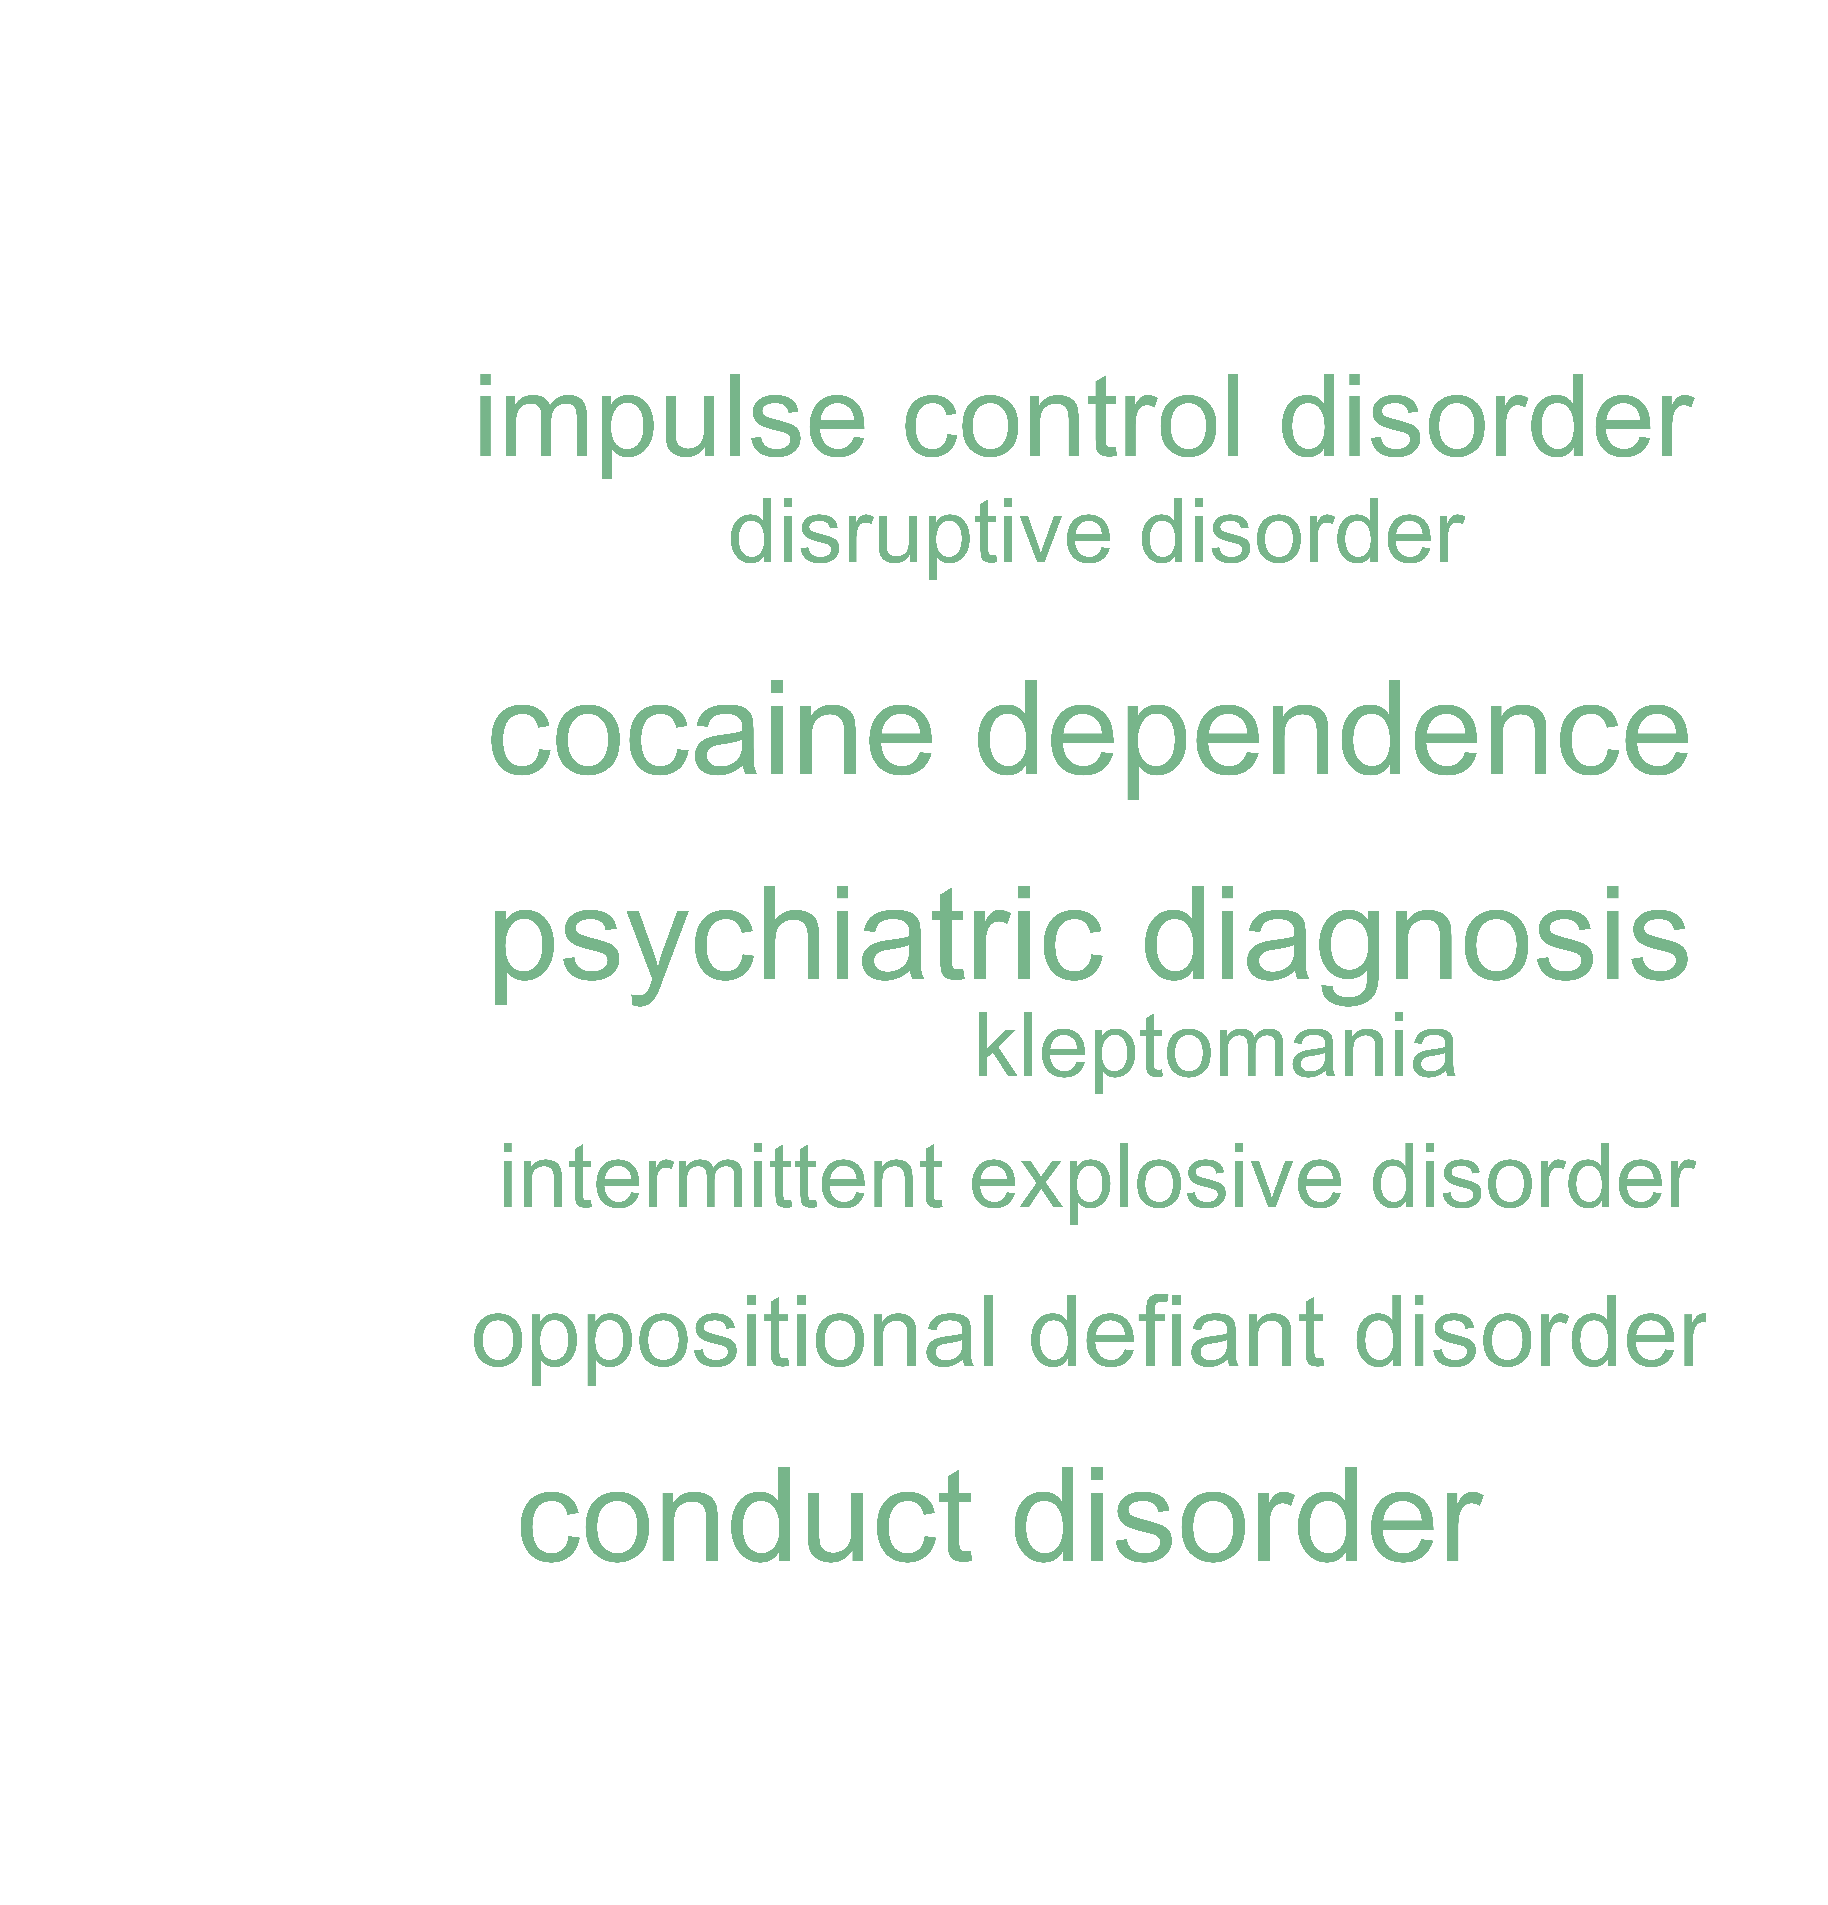 impulse control disorder
disruptive disorder
cocaine dependence
psychiatric diagnosis
kleptomania
intermittent explosive disorder
oppositional defiant disorder
conduct disorder